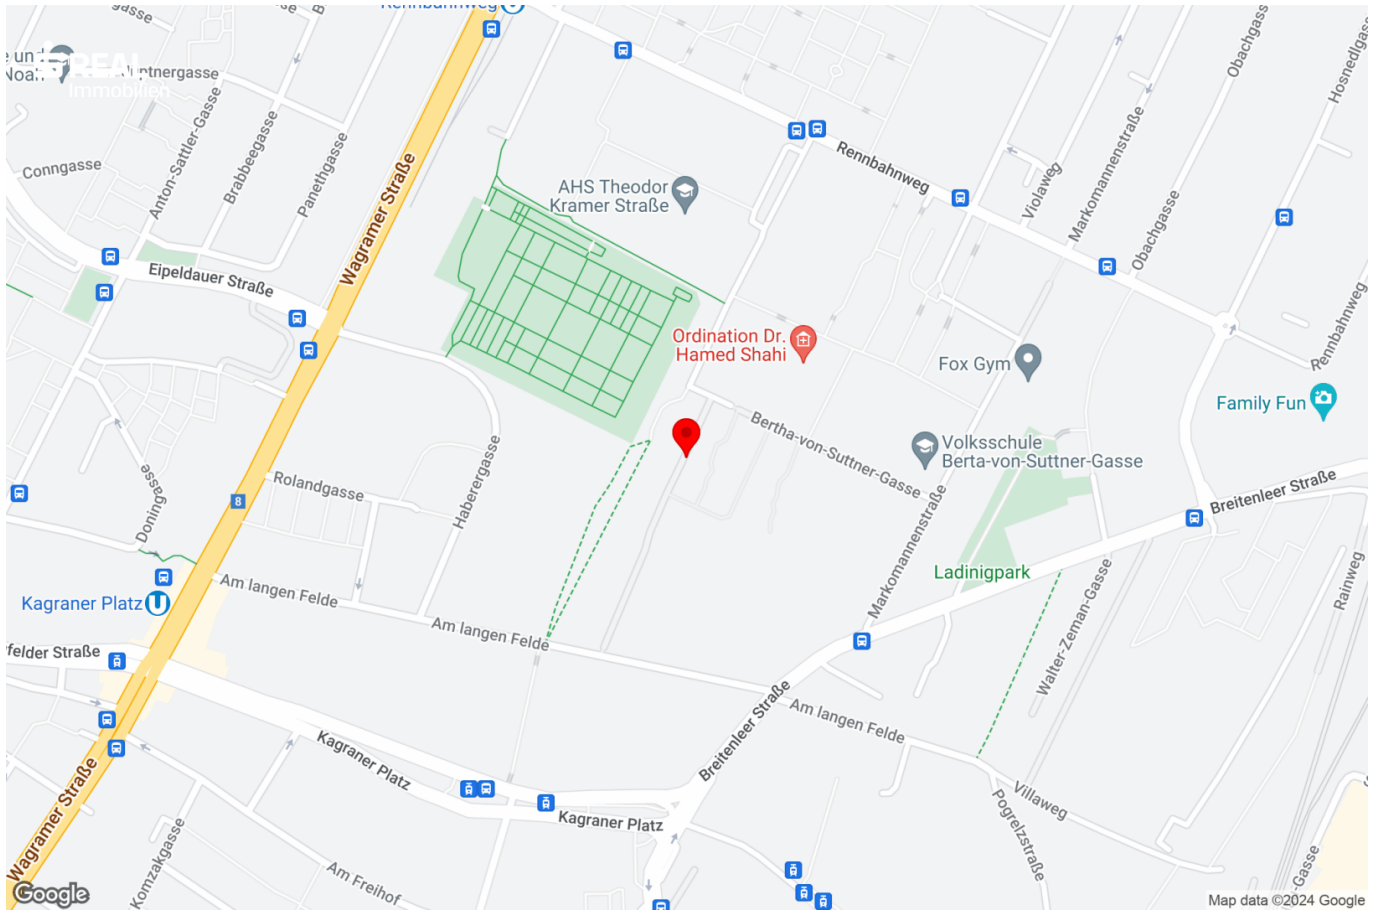 Rennbahnweg
REAL
Immobilien
Noah
Conngasse
Anton-Sattler-Gasse
Brabbeegasse
Panethgasse
Wagramer Straße
AHS Theodor
Kramer Straße
Rennbahnweg
Violaweg
Markomannenstraße
Obachgasse
Obachgasse
Eipeldauer Straße
Ordination Dr.
Hamed Shahi
Fox Gym
Rennbahnweg
Family Fun
Bertha-von-Suttner-Gasse
Volksschule
Berta-von-Suttner-Gasse
Doningasse
Rolandgasse
Haberergasse
8
Breitenleer Straße
Markomannenstraße
Ladinigpark
Am langen Felde
Kagraner Platz
U
Am langen Felde
Walter-Zeman-Gasse
Rainweg
felder Straße
Breitenleer Straße
Am langen Felde
Kagraner Platz
Villaweg
Pogrelzstraße
Wagramer Straße
Kagraner Platz
Komzakgasse
Am Freihof
-Gasse
Google
Map data ©2024 Google